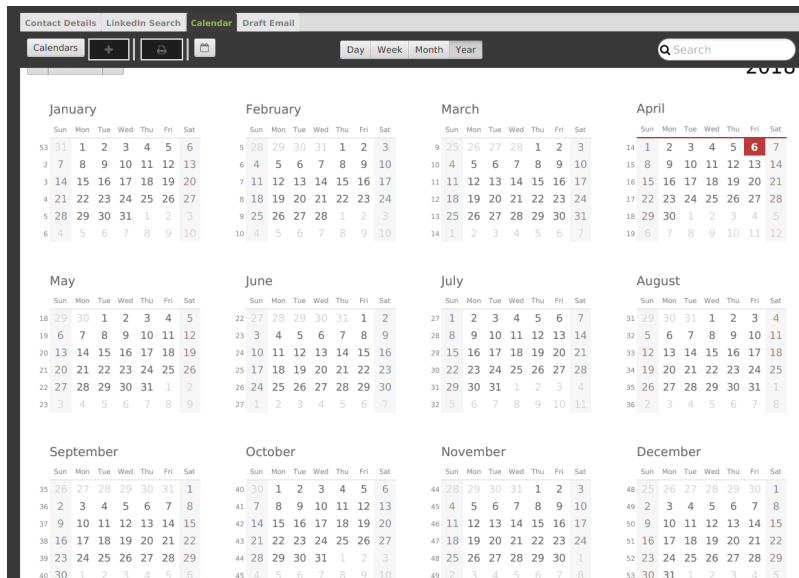 Contact Details LinkedIn Search Calendar Draft Email
Calendars + Day Week Month Year Search
2018
January February March April
Sun Mon Tue Wed Thu Fri Sat Sun Mon Tue Wed Thu Fri Sat Sun Mon Tue Wed Thu Fri Sat Sun Mon Tue Wed Thu Fri Sat
53 31 1 2 3 4 5 6 5 28 29 30 31 1 2 3 9 25 26 27 28 1 2 3 14 1 2 3 4 5 6 7
2 7 8 9 10 11 12 13 6 4 5 6 7 8 9 10 10 4 5 6 7 8 9 10 15 8 9 10 11 12 13 14
3 14 15 16 17 18 19 20 7 11 12 13 14 15 16 17 11 11 12 13 14 15 16 17 16 15 16 17 18 19 20 21
4 21 22 23 24 25 26 27 8 18 19 20 21 22 23 24 12 18 19 20 21 22 23 24 17 22 23 24 25 26 27 28
5 28 29 30 31 1 2 3 9 25 26 27 28 1 2 3 13 25 26 27 28 29 30 31 18 29 30 1 2 3 4 5
6 4 5 6 7 8 9 10 10 4 5 6 7 8 9 10 14 1 2 3 4 5 6 7 19 6 7 8 9 10 11 12
May June July August
Sun Mon Tue Wed Thu Fri Sat Sun Mon Tue Wed Thu Fri Sat Sun Mon Tue Wed Thu Fri Sat Sun Mon Tue Wed Thu Fri Sat
18 29 30 1 2 3 4 5 22 27 28 29 30 31 1 2 27 1 2 3 4 5 6 7 31 29 30 31 1 2 3 4
19 6 7 8 9 10 11 12 23 3 4 5 6 7 8 9 28 8 9 10 11 12 13 14 32 5 6 7 8 9 10 11
20 13 14 15 16 17 18 19 24 10 11 12 13 14 15 16 29 15 16 17 18 19 20 21 33 12 13 14 15 16 17 18
21 20 21 22 23 24 25 26 25 17 18 19 20 21 22 23 30 22 23 24 25 26 27 28 34 19 20 21 22 23 24 25
22 27 28 29 30 31 1 2 26 24 25 26 27 28 29 30 31 29 30 31 1 2 3 4 35 26 27 28 29 30 31 1
23 3 4 5 6 7 8 9 27 1 2 3 4 5 6 7 32 5 6 7 8 9 10 11 36 2 3 4 5 6 7 8
September October November December
Sun Mon Tue Wed Thu Fri Sat Sun Mon Tue Wed Thu Fri Sat Sun Mon Tue Wed Thu Fri Sat Sun Mon Tue Wed Thu Fri Sat
35 26 27 28 29 30 31 1 40 30 1 2 3 4 5 6 44 28 29 30 31 1 2 3 48 25 26 27 28 29 30 1
36 2 3 4 5 6 7 8 41 7 8 9 10 11 12 13 45 4 5 6 7 8 9 10 49 2 3 4 5 6 7 8
37 9 10 11 12 13 14 15 42 14 15 16 17 18 19 20 46 11 12 13 14 15 16 17 50 9 10 11 12 13 14 15
38 16 17 18 19 20 21 22 43 21 22 23 24 25 26 27 47 18 19 20 21 22 23 24 51 16 17 18 19 20 21 22
39 23 24 25 26 27 28 29 44 28 29 30 31 1 2 3 48 25 26 27 28 29 30 1 52 23 24 25 26 27 28 29
40 30 1 2 3 4 5 6 45 4 5 6 7 8 9 10 49 2 3 4 5 6 7 8 53 30 31 1 2 3 4 5